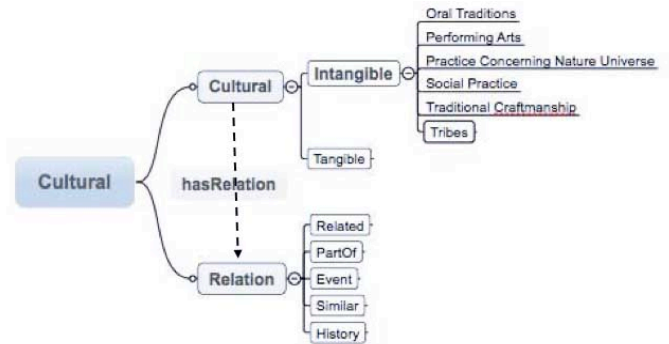 Oral Traditions
Performing Arts
Practice Concerning Nature Universe
Social Practice
Traditional Craftmanship
Tribes
Intangible
Cultural
Tangible
Cultural
hasRelation
Related
PartOf
Event
Similar
History
Relation